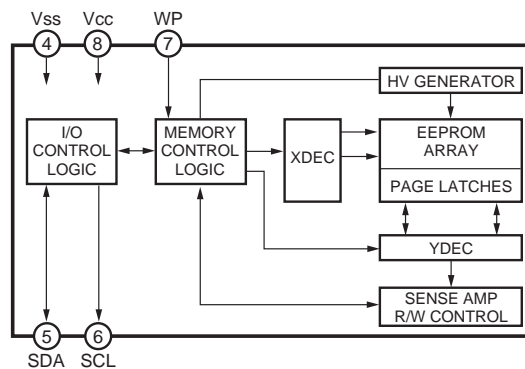 Vss Vcc WP
4 8 7
HV GENERATOR
I/O
CONTROL
LOGIC
MEMORY
CONTROL
LOGIC
XDEC
EEPROM
ARRAY
PAGE LATCHES
YDEC
SENSE AMP
R/W CONTROL
5 6
SDA SCL